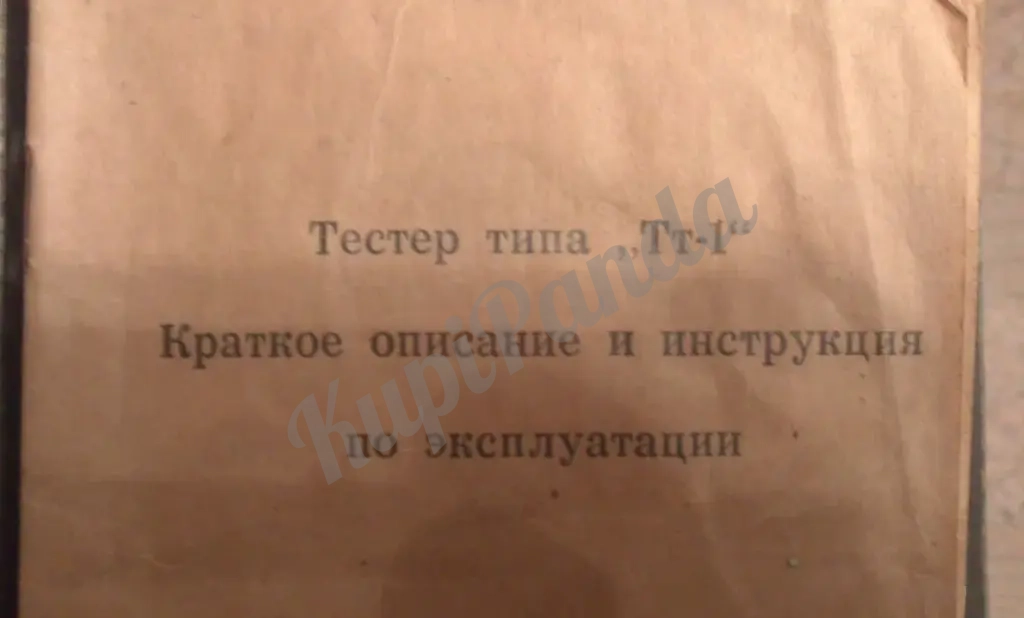 Тестер типа „Тт-1“
Краткое описание и инструкция
по эксплуатации
KupiPanda